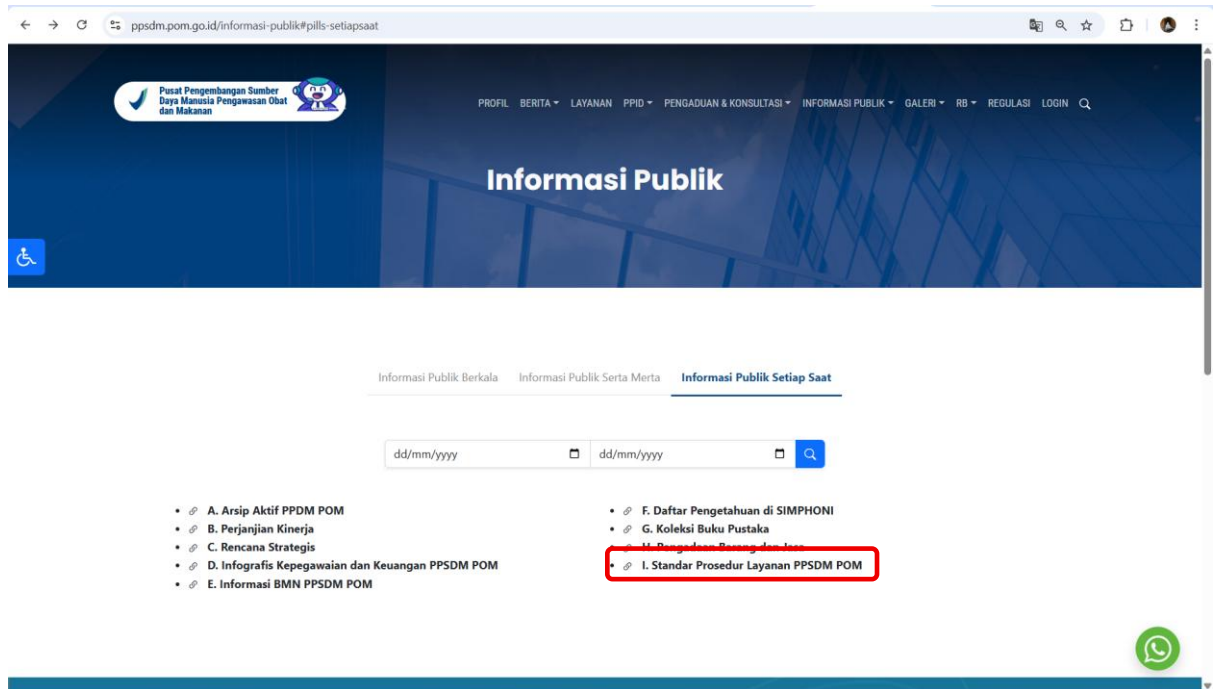 ppsdm.pom.go.id/informasi-publik#pills-setiapsaat
Pusat Pengembangan Sumber
Daya Manusia Pengawasan Obat
dan Makanan
PROFIL BERITA LAYANAN PPID PENGADUAN & KONSULTASI INFORMASI PUBLIK GALERI RB REGULASI LOGIN
Informasi Publik
Informasi Publik Berkala Informasi Publik Serta Merta Informasi Publik Setiap Saat
dd/mm/yyyy dd/mm/yyyy
A. Arsip Aktif PPDM POM
B. Perjanjian Kinerja
C. Rencana Strategis
D. Infografis Kepegawaian dan Keuangan PPSDM POM
E. Informasi BMN PPSDM POM
F. Daftar Pengetahuan di SIMPHONI
G. Koleksi Buku Pustaka
H. Pengadaan Barang dan Jasa
I. Standar Prosedur Layanan PPSDM POM